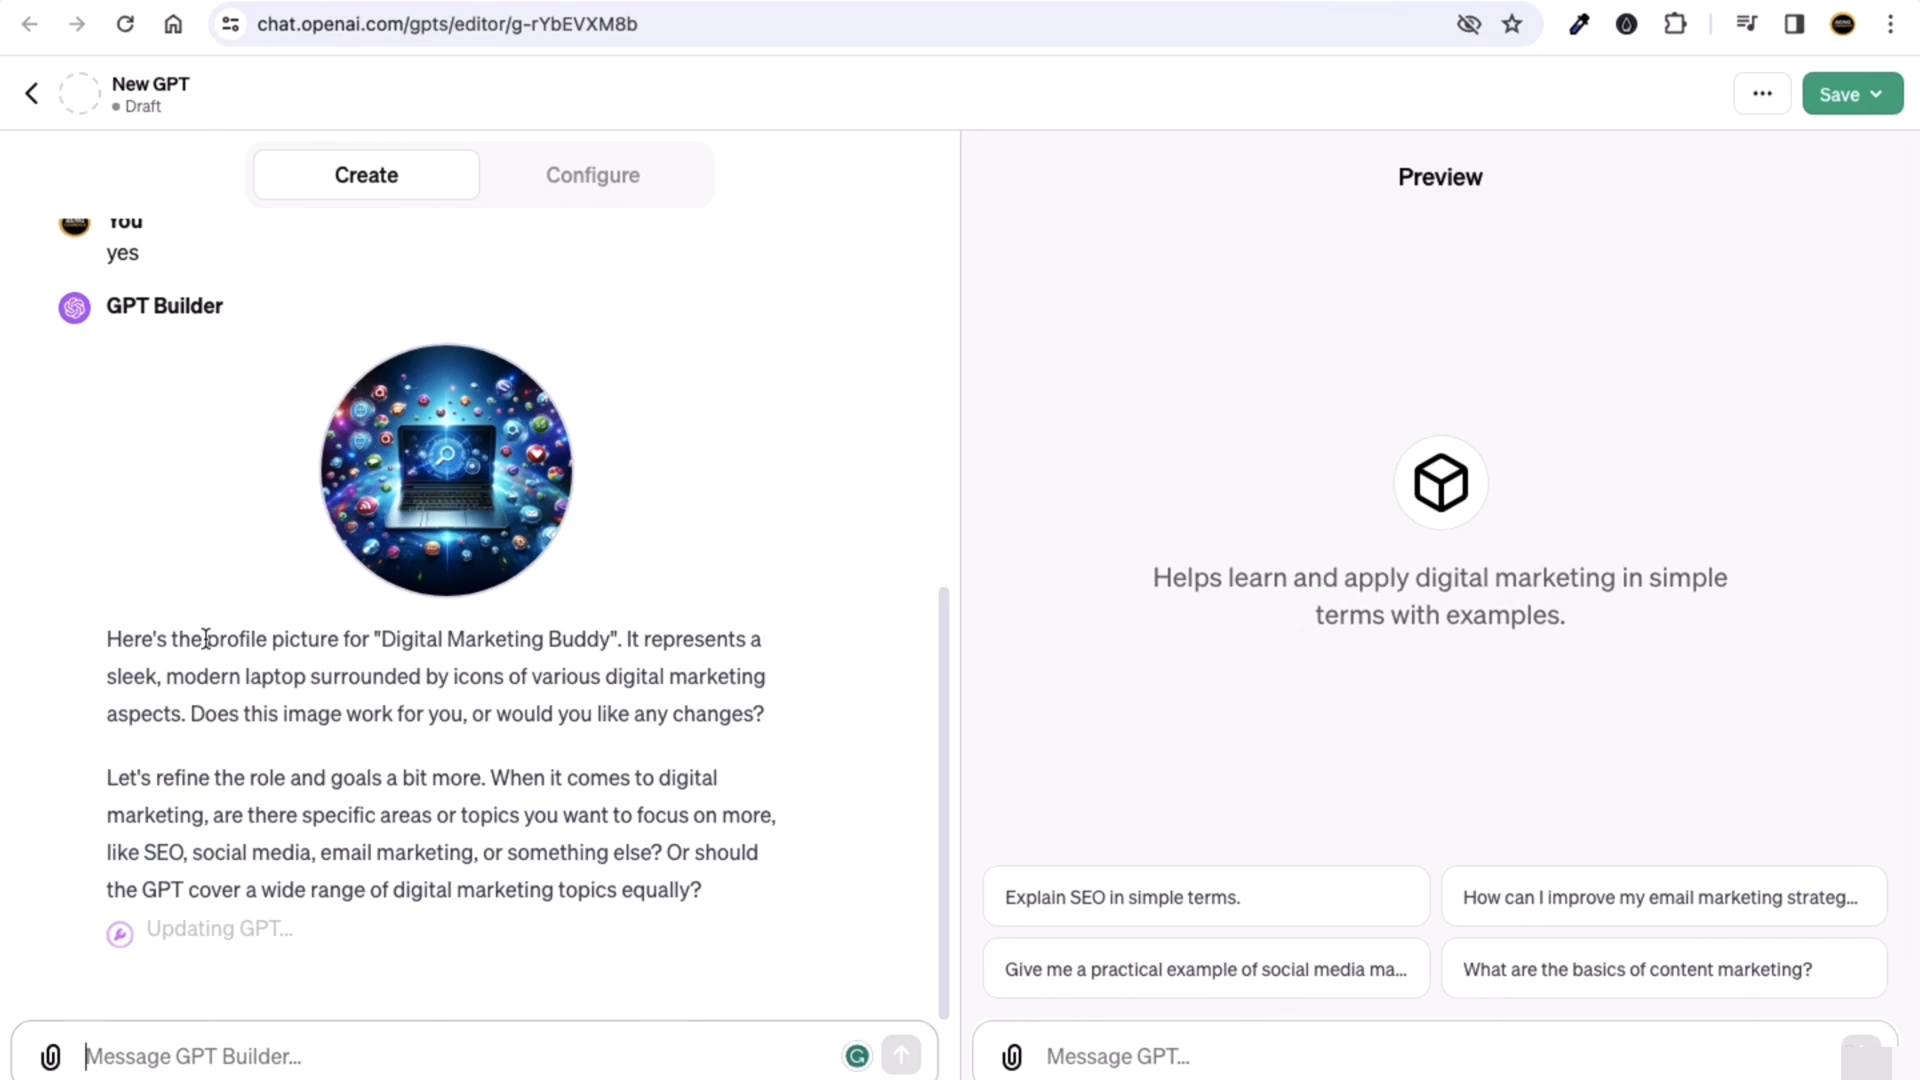 chat.openai.com/gpts/editor/g-rYbEVXM8b
New GPT
Draft
Save
Create
Configure
You
yes
GPT Builder
Here's the profile picture for "Digital Marketing Buddy". It represents a
sleek, modern laptop surrounded by icons of various digital marketing
aspects. Does this image work for you, or would you like any changes?
Let's refine the role and goals a bit more. When it comes to digital
marketing, are there specific areas or topics you want to focus on more,
like SEO, social media, email marketing, or something else? Or should
the GPT cover a wide range of digital marketing topics equally?
Updating GPT...
Message GPT Builder...
Preview
Helps learn and apply digital marketing in simple
terms with examples.
Explain SEO in simple terms.
How can I improve my email marketing strateg...
Give me a practical example of social media ma...
What are the basics of content marketing?
Message GPT...